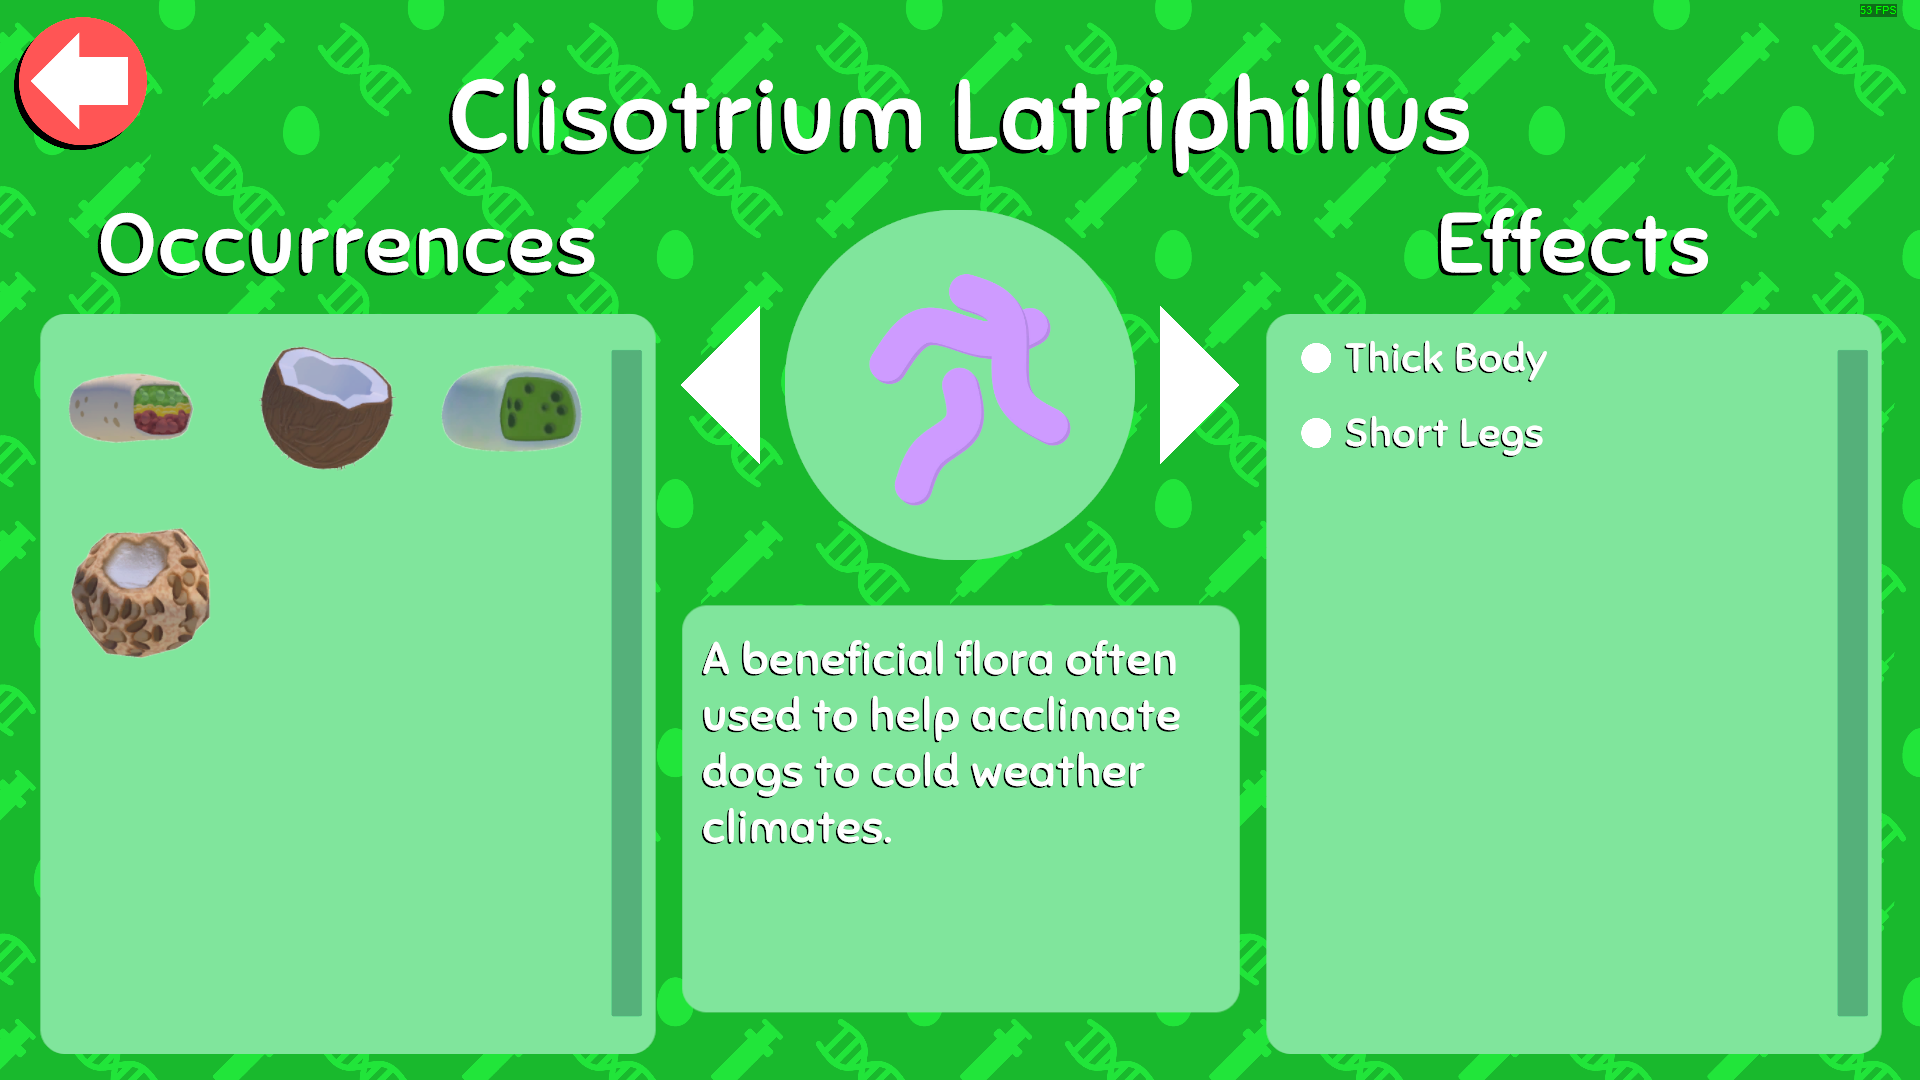 53 FPS
Clisotrium Latriphilius
Occurrences
Effects
Thick Body
Short Legs
A beneficial flora often
used to help acclimate
dogs to cold weather
climates.